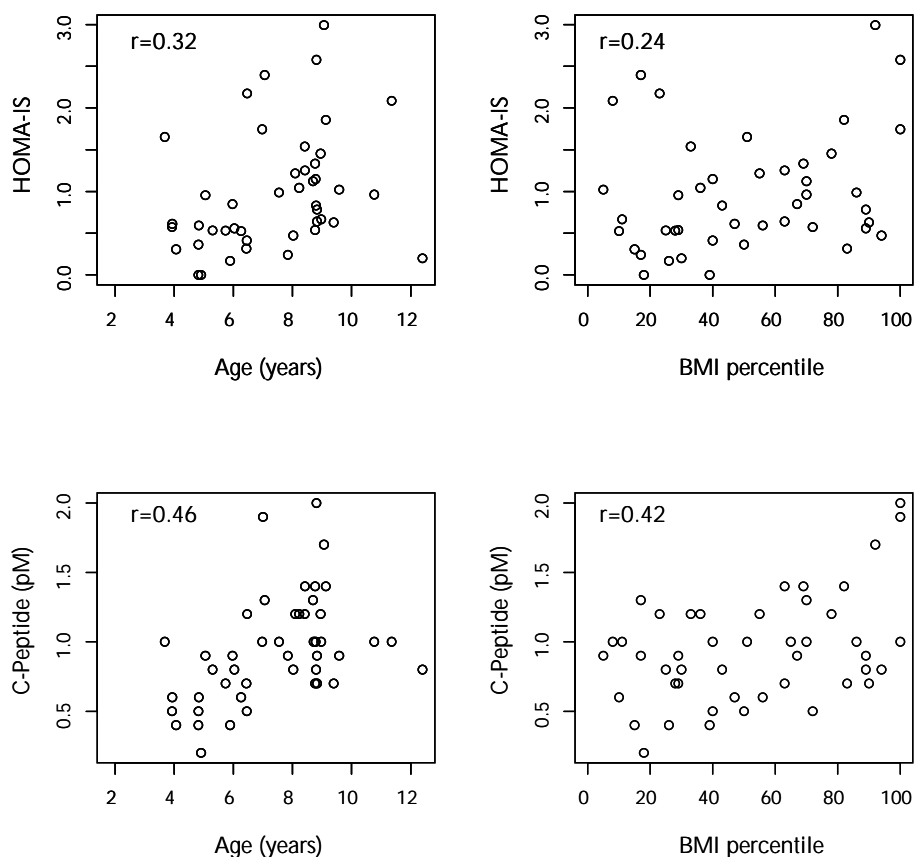 r=0.32
HOMA-IS
3.0
2.0
1.0
0.0
2 4 6 8 10 12
Age (years)
r=0.24
HOMA-IS
3.0
2.0
1.0
0.0
0 20 40 60 80 100
BMI percentile
r=0.46
C-Peptide (pM)
2.0
1.5
1.0
0.5
2 4 6 8 10 12
Age (years)
r=0.42
C-Peptide (pM)
2.0
1.5
1.0
0.5
0 20 40 60 80 100
BMI percentile